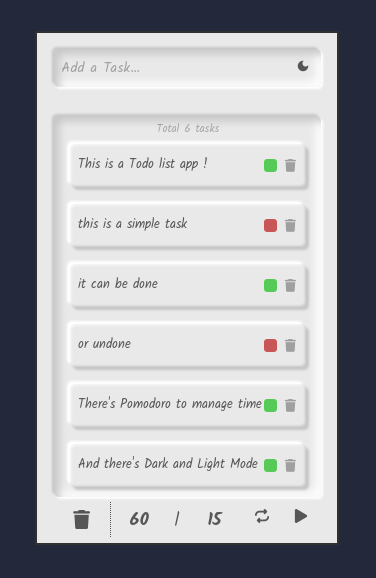 Add a Task...
Total 6 tasks
This is a Todo list app !
this is a simple task
it can be done
or undone
There's Pomodoro to manage time
And there's Dark and Light Mode
60 / 15